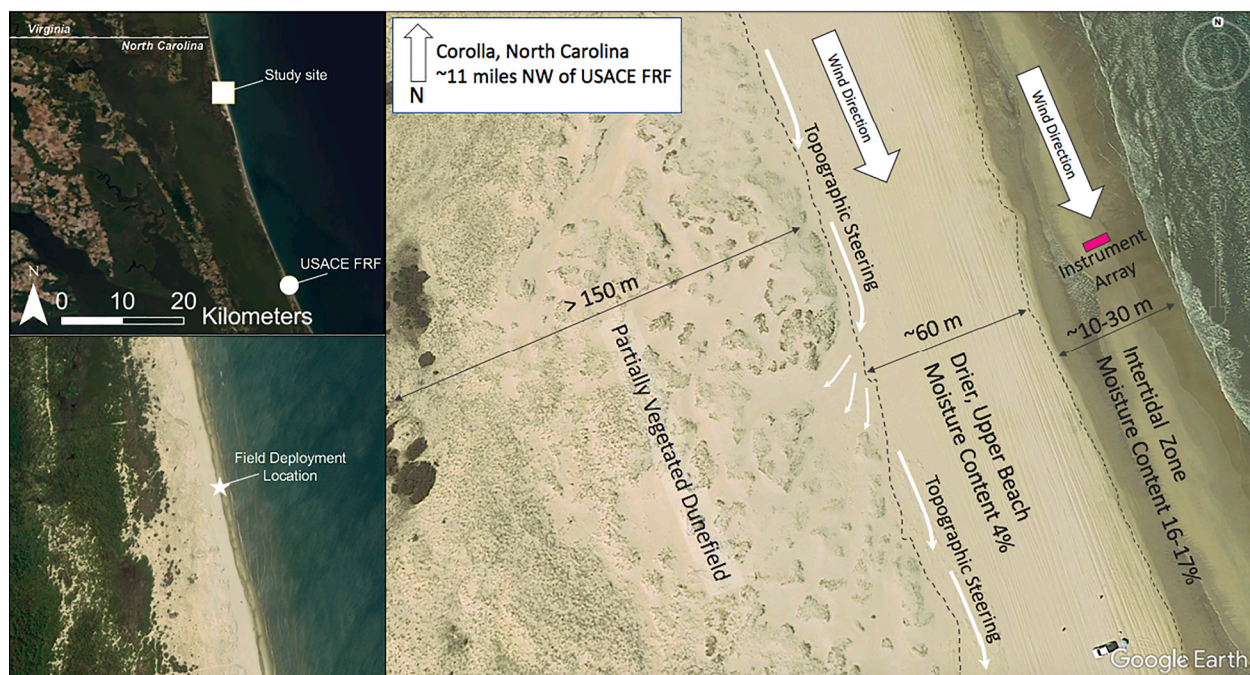 Virginia
North Carolina
Study site
USACE FRF
N
0 10 20
Kilometers
Field Deployment
Location
Corolla, North Carolina
~11 miles NW of USACE FRF
N
Wind Direction
Wind Direction
N
Topographic Steering
Instrument
Array
> 150 m
~60 m
~10-30 m
Partially Vegetated Dunefield
Drier, Upper Beach
Moisture Content 4%
Intertidal Zone
Moisture Content 16-17%
Topographic Steering
Google Earth